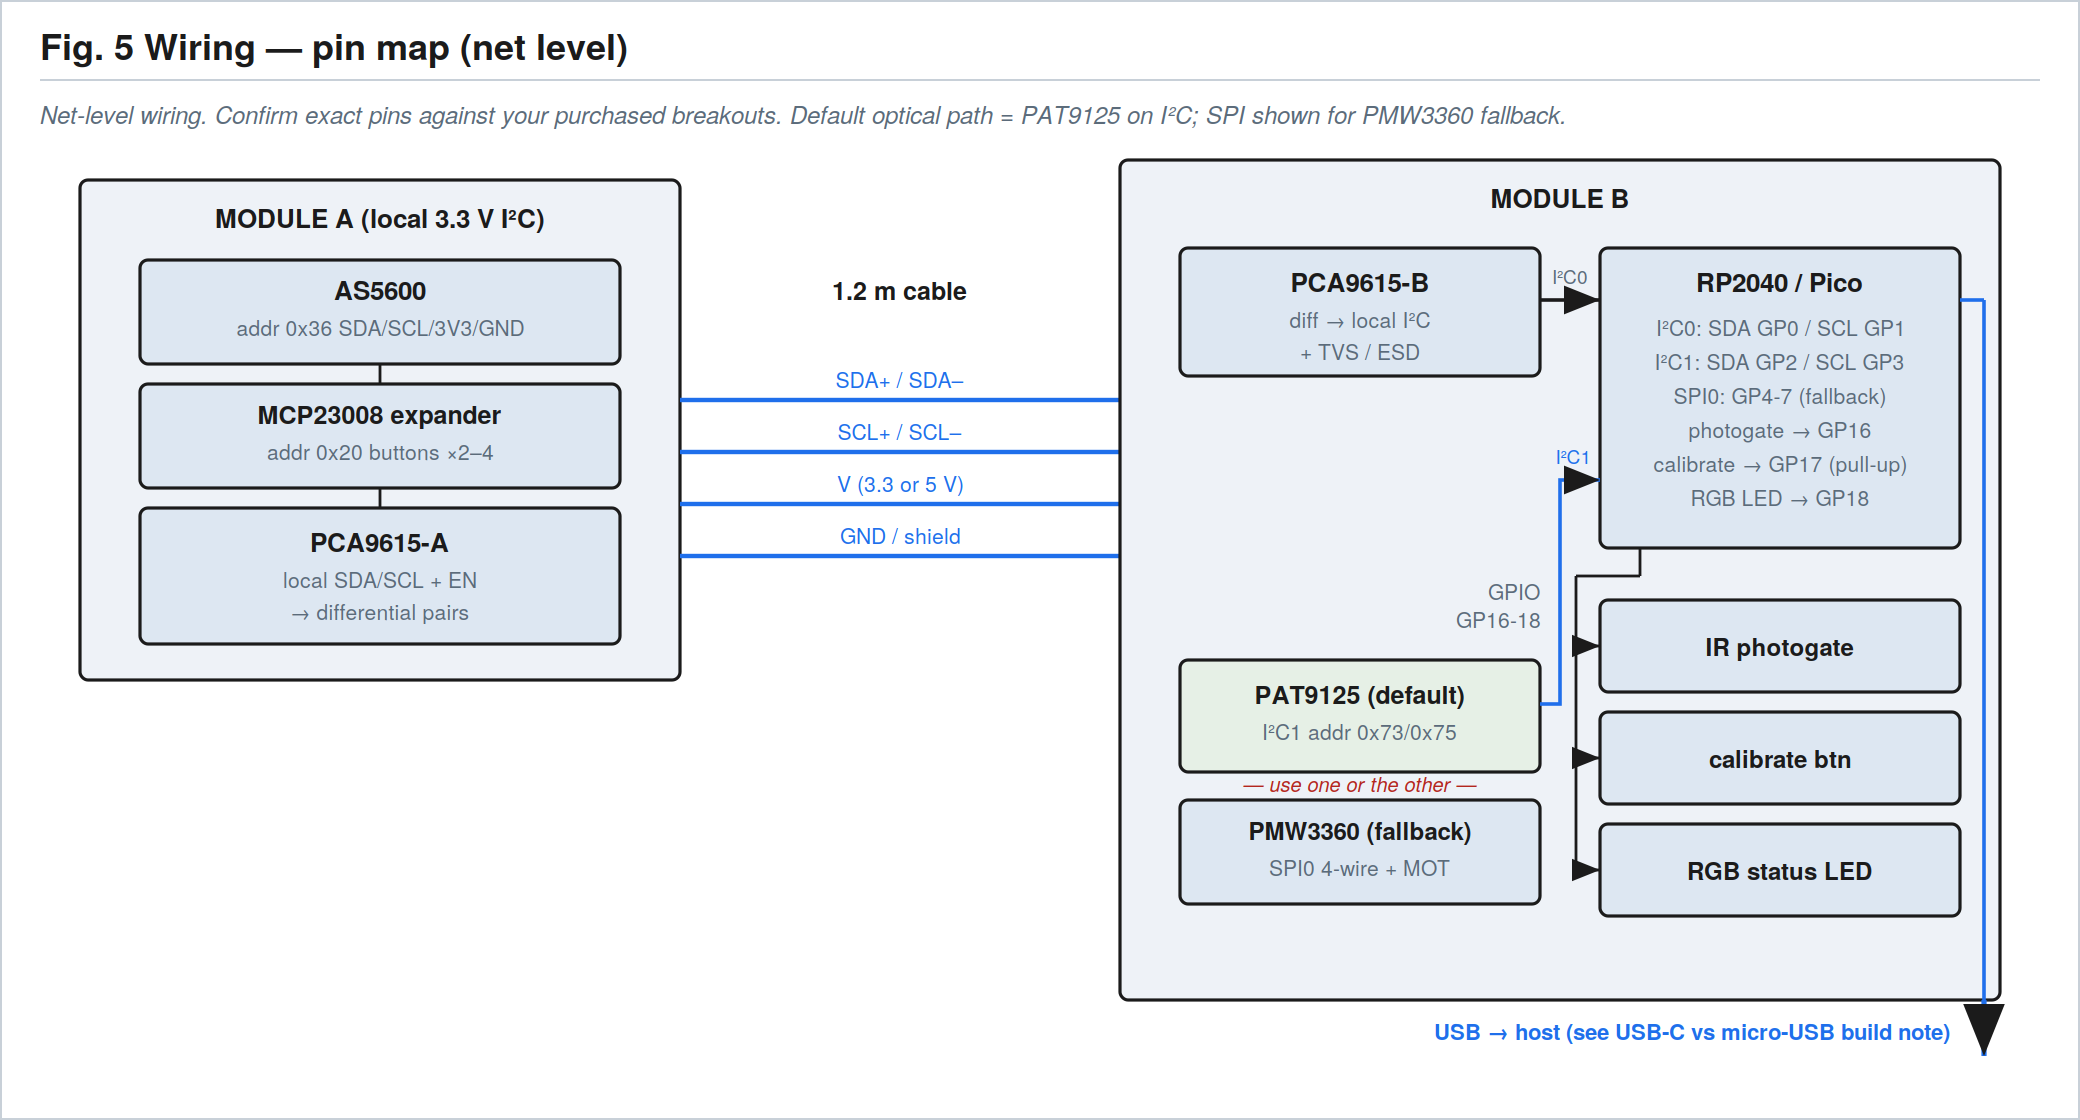 Fig. 5 Wiring — pin map (net level)
Net-level wiring. Confirm exact pins against your purchased breakouts. Default optical path = PAT9125 on I²C; SPI shown for PMW3360 fallback.
MODULE A (local 3.3 V I²C)
AS5600
addr 0x36 SDA/SCL/3V3/GND
MCP23008 expander
addr 0x20 buttons ×2–4
PCA9615-A
local SDA/SCL + EN
→ differential pairs
1.2 m cable
SDA+ / SDA–
SCL+ / SCL–
V (3.3 or 5 V)
GND / shield
MODULE B
PCA9615-B
diff → local I²C
+ TVS / ESD
I²C0
RP2040 / Pico
I²C0: SDA GP0 / SCL GP1
I²C1: SDA GP2 / SCL GP3
SPI0: GP4-7 (fallback)
photogate → GP16
calibrate → GP17 (pull-up)
RGB LED → GP18
I²C1
GPIO
GP16-18
PAT9125 (default)
I²C1 addr 0x73/0x75
— use one or the other —
PMW3360 (fallback)
SPI0 4-wire + MOT
IR photogate
calibrate btn
RGB status LED
USB → host (see USB-C vs micro-USB build note)